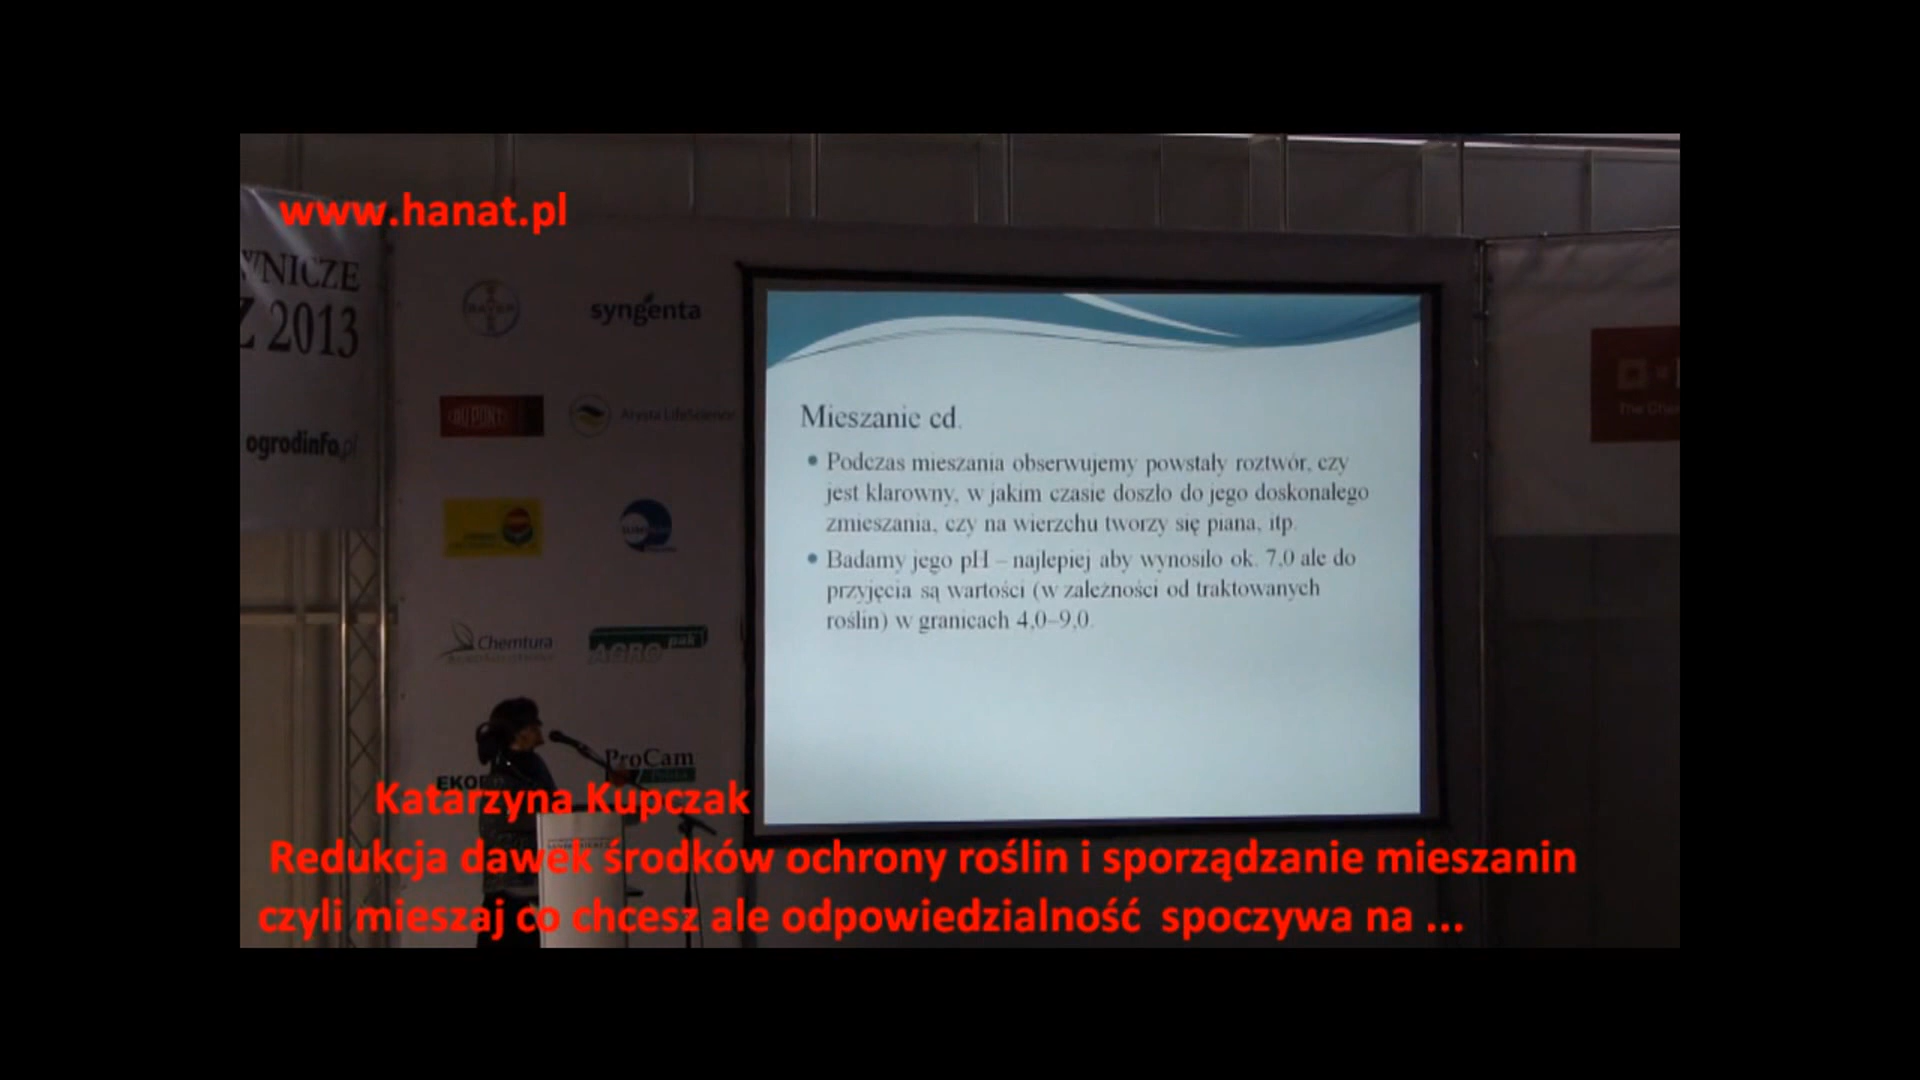 www.hanat.pl
WNICZE
Z 2013
ogrodinfo.pl
BAYER
syngenta
DUPONT
Arysta LifeScience
Chemtura
AGRO pak
ProCam
Polska
EKO
Mieszanie cd.
• Podczas mieszania obserwujemy powstały roztwór, czy
jest klarowny, w jakim czasie doszło do jego doskonałego
zmieszania, czy na wierzchu tworzy się piana, itp.
• Badamy jego pH – najlepiej aby wynosiło ok. 7,0 ale do
przyjęcia są wartości (w zależności od traktowanych
roślin) w granicach 4,0–9,0.
Katarzyna Kupczak
Redukcja dawek środków ochrony roślin i sporządzanie mieszanin
czyli mieszaj co chcesz ale odpowiedzialność spoczywa na ...